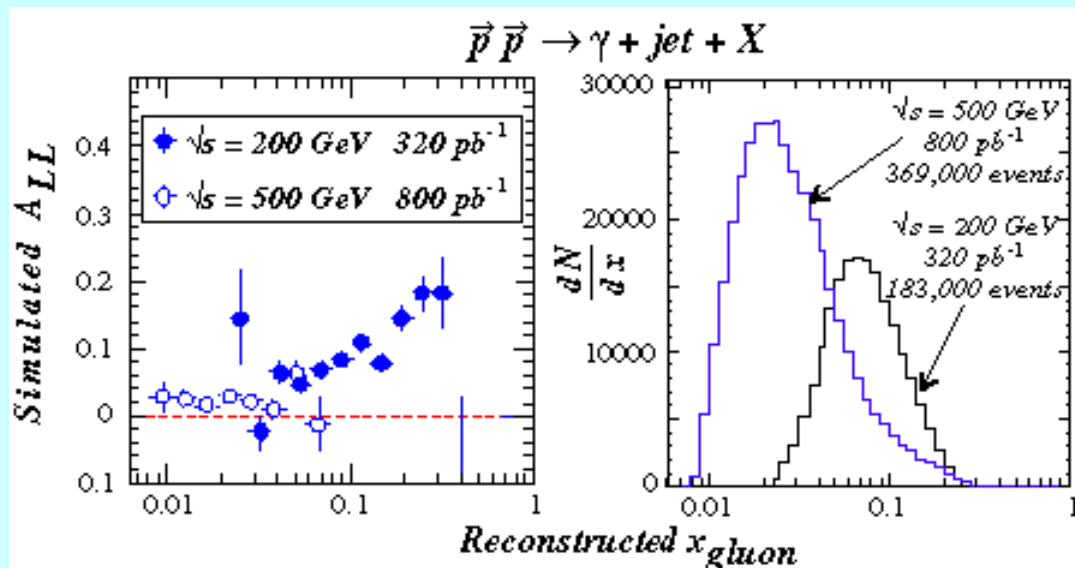 p⃗ p⃗ → γ + jet + X
Simulated A_LL
0.4
0.3
0.2
0.1
0
0.1
√s = 200 GeV 320 pb⁻¹
√s = 500 GeV 800 pb⁻¹
0.01 0.1 1
dN/dx
30000
20000
10000
0
√s = 500 GeV
800 pb⁻¹
369,000 events
√s = 200 GeV
320 pb⁻¹
183,000 events
0.01 0.1 1
Reconstructed x_gluon